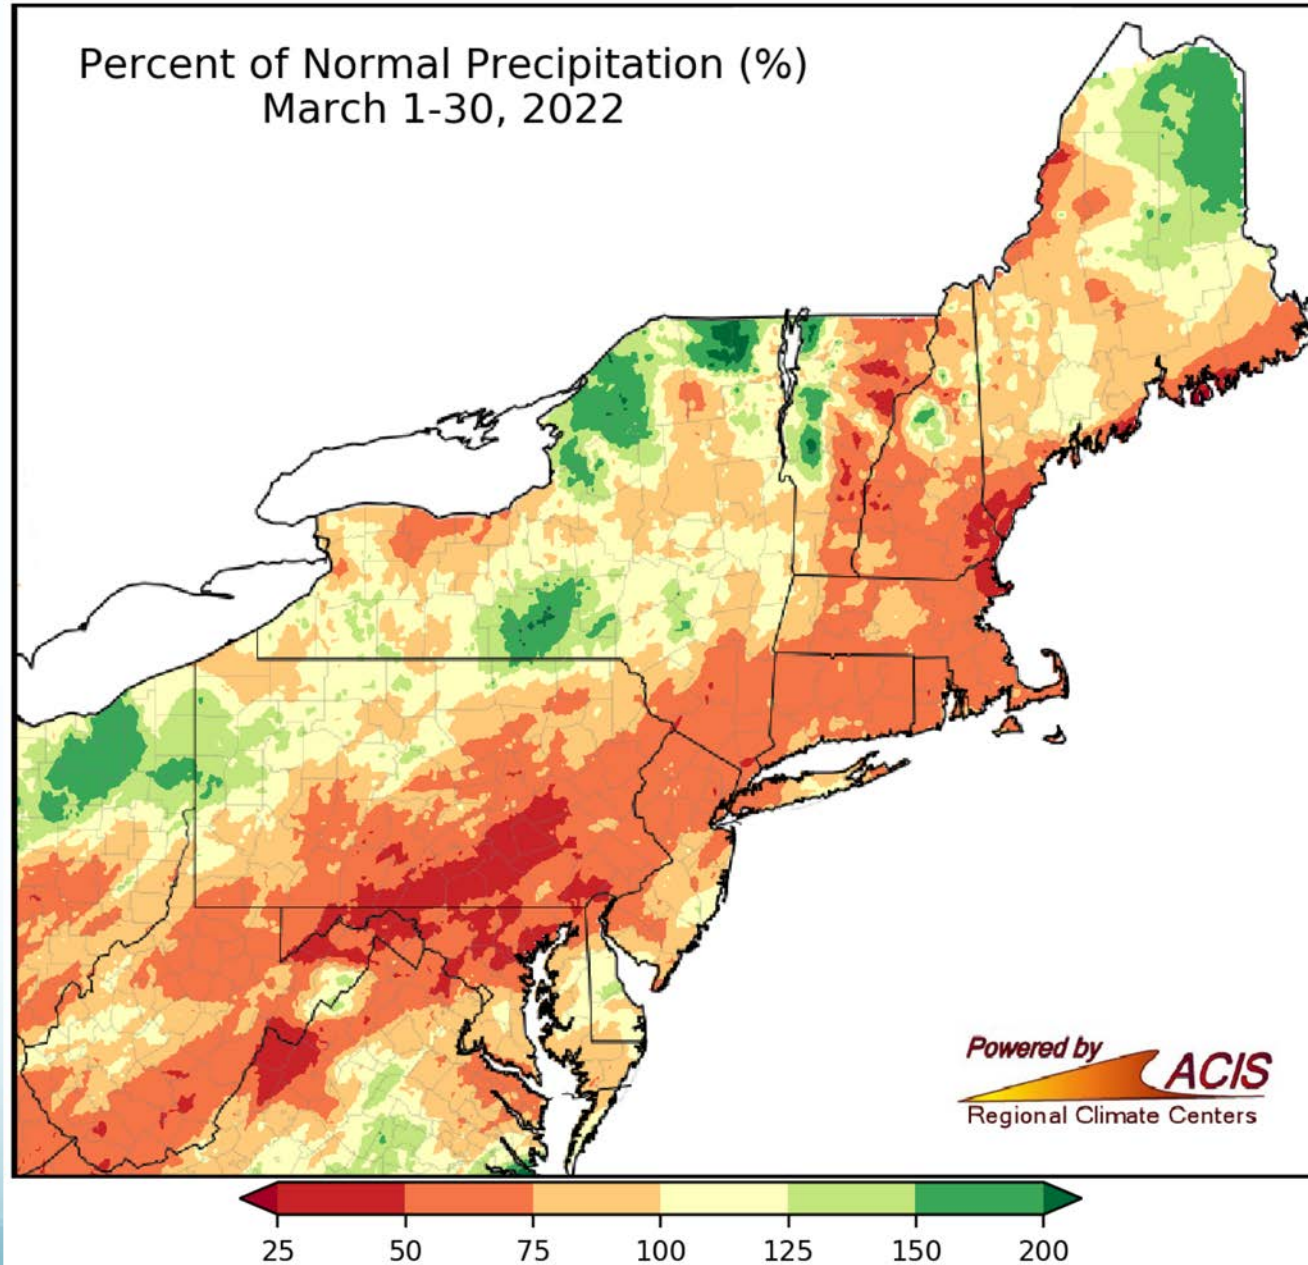 Percent of Normal Precipitation (%)
March 1-30, 2022
Powered by
ACIS
Regional Climate Centers
25 50 75 100 125 150 200